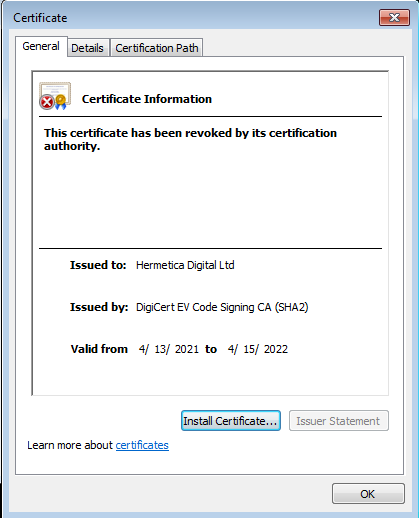 Certificate
General Details Certification Path
Certificate Information
This certificate has been revoked by its certification
authority.
Issued to: Hermetica Digital Ltd
Issued by: DigiCert EV Code Signing CA (SHA2)
Valid from 4/ 13/ 2021 to 4/ 15/ 2022
Install Certificate... Issuer Statement
Learn more about certificates
OK